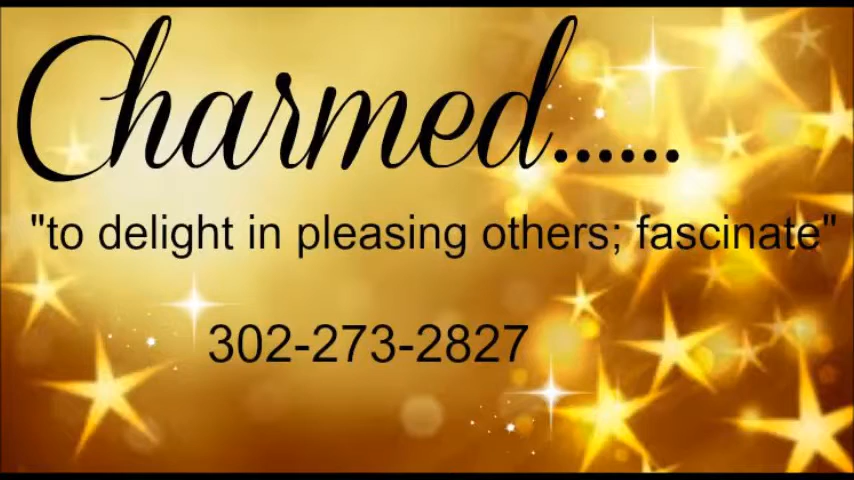 Charmed......
"to delight in pleasing others; fascinate"
302-273-2827